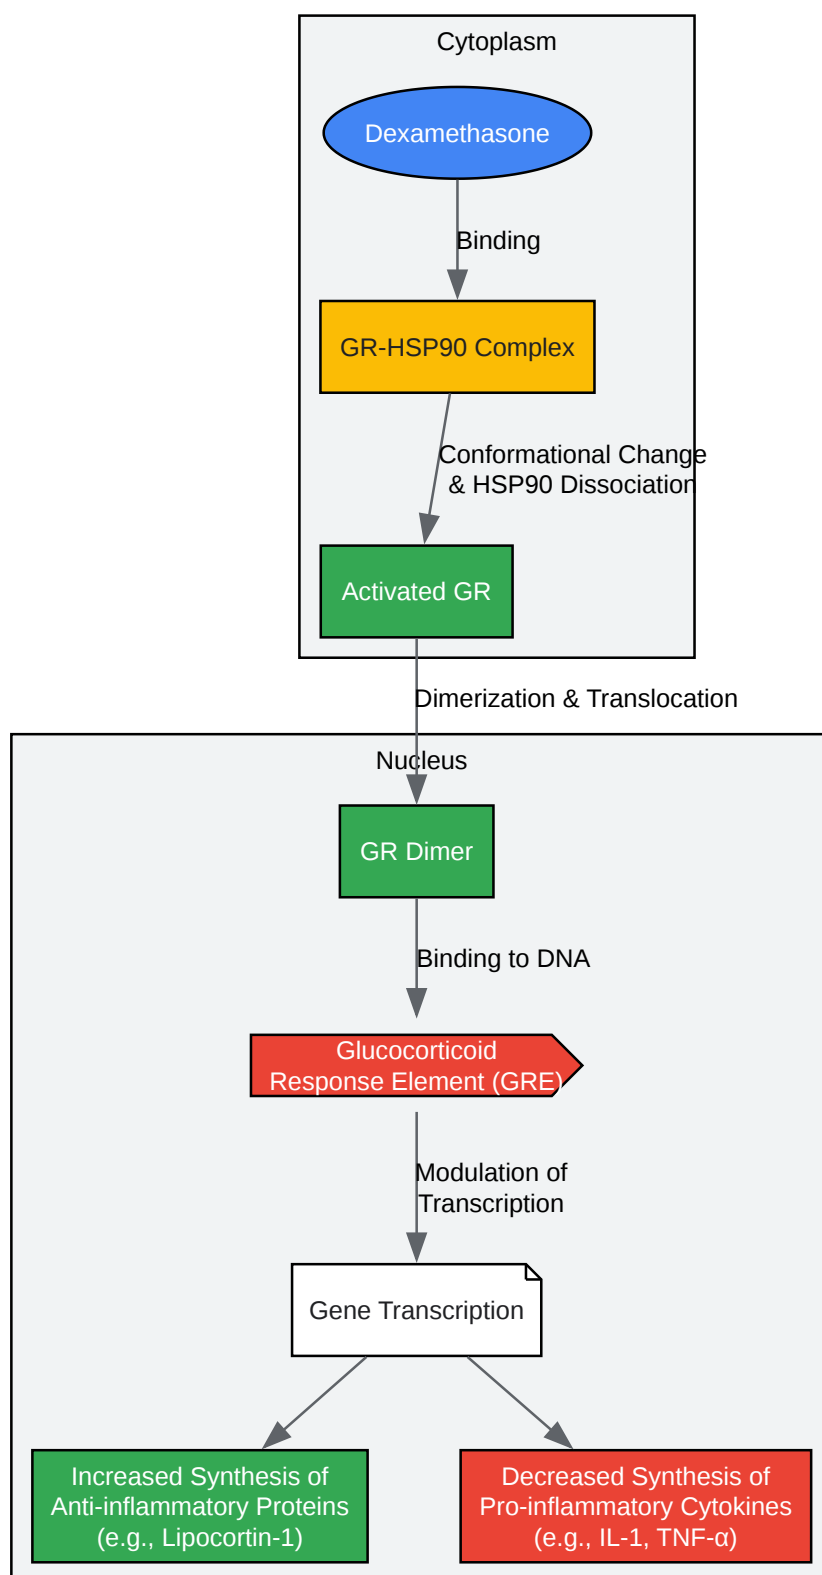 Cytoplasm
Dexamethasone
Binding
GR-HSP90 Complex
Conformational Change
& HSP90 Dissociation
Activated GR
Dimerization & Translocation
Nucleus
GR Dimer
Binding to DNA
Glucocorticoid
Response Element (GRE)
Modulation of
Transcription
Gene Transcription
Increased Synthesis of
Anti-inflammatory Proteins
(e.g., Lipocortin-1)
Decreased Synthesis of
Pro-inflammatory Cytokines
(e.g., IL-1, TNF-α)